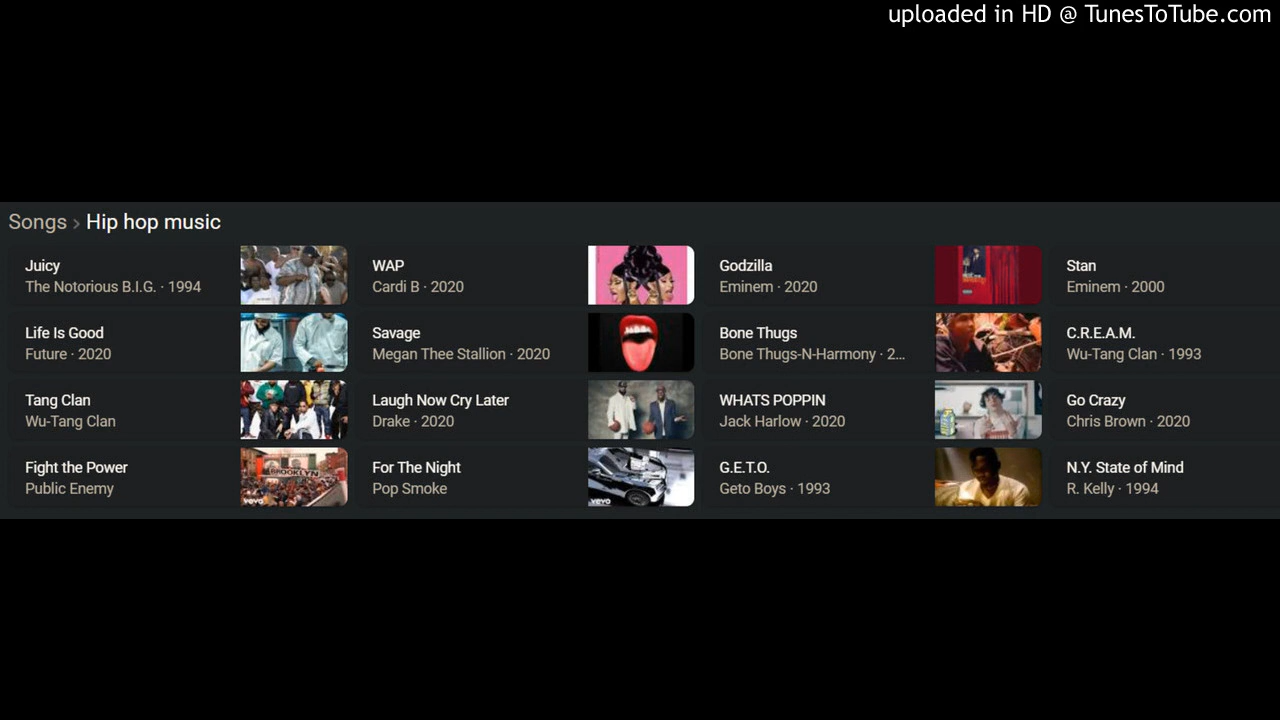 uploaded in HD @ TunesToTube.com
Songs › Hip hop music
Juicy
The Notorious B.I.G. · 1994
WAP
Cardi B · 2020
Godzilla
Eminem · 2020
Stan
Eminem · 2000
Life Is Good
Future · 2020
Savage
Megan Thee Stallion · 2020
Bone Thugs
Bone Thugs-N-Harmony · 2...
C.R.E.A.M.
Wu-Tang Clan · 1993
Tang Clan
Wu-Tang Clan
Laugh Now Cry Later
Drake · 2020
WHATS POPPIN
Jack Harlow · 2020
Go Crazy
Chris Brown · 2020
Fight the Power
Public Enemy
BROOKLYN
vevo
For The Night
Pop Smoke
vevo
G.E.T.O.
Geto Boys · 1993
N.Y. State of Mind
R. Kelly · 1994